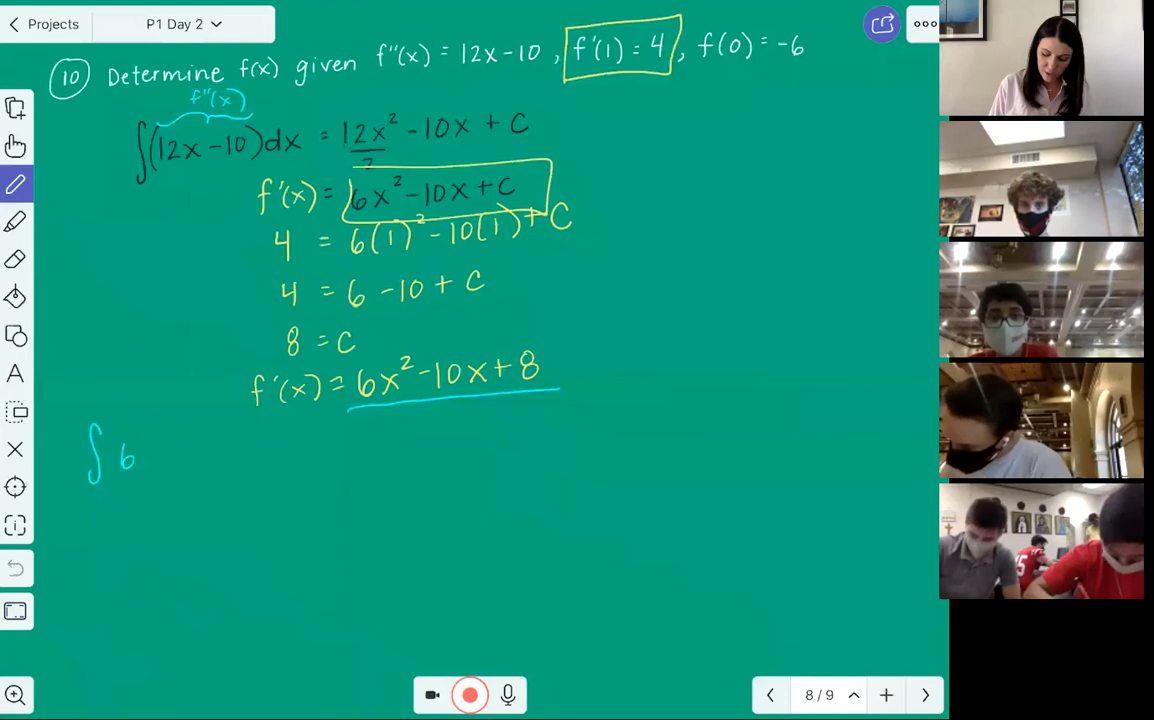 Projects
P1 Day 2
10 Determine f(x) given f''(x) = 12x-10, f'(1) = 4, f(0) = -6
f''(x)
∫(12x-10)dx = 12x²/2 -10x + C
f'(x) = 6x²-10x+C
4 = 6(1)²-10(1)+C
4 = 6-10+C
8 = C
f'(x) = 6x²-10x+8
∫ 6
8 / 9